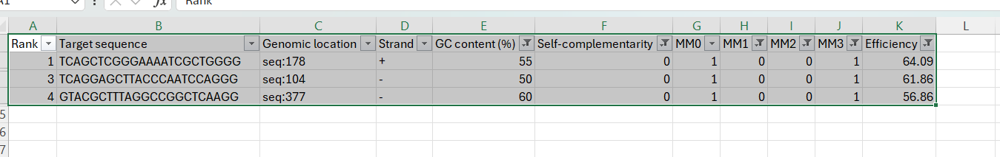 A1 fx Rank
A B C D E F G H I J K L
Rank Target sequence Genomic location Strand GC content (%) Self-complementarity MM0 MM1 MM2 MM3 Efficiency
1 TCAGCTCGGGAAAATCGCTGGGG seq:178 + 55 0 1 0 0 1 64.09
3 TCAGGAGCTTACCCAATCCAGGG seq:104 - 50 0 1 0 0 1 61.86
4 GTACGCTTTAGGCCGGCTCAAGG seq:377 - 60 0 1 0 0 1 56.86
5
6
7